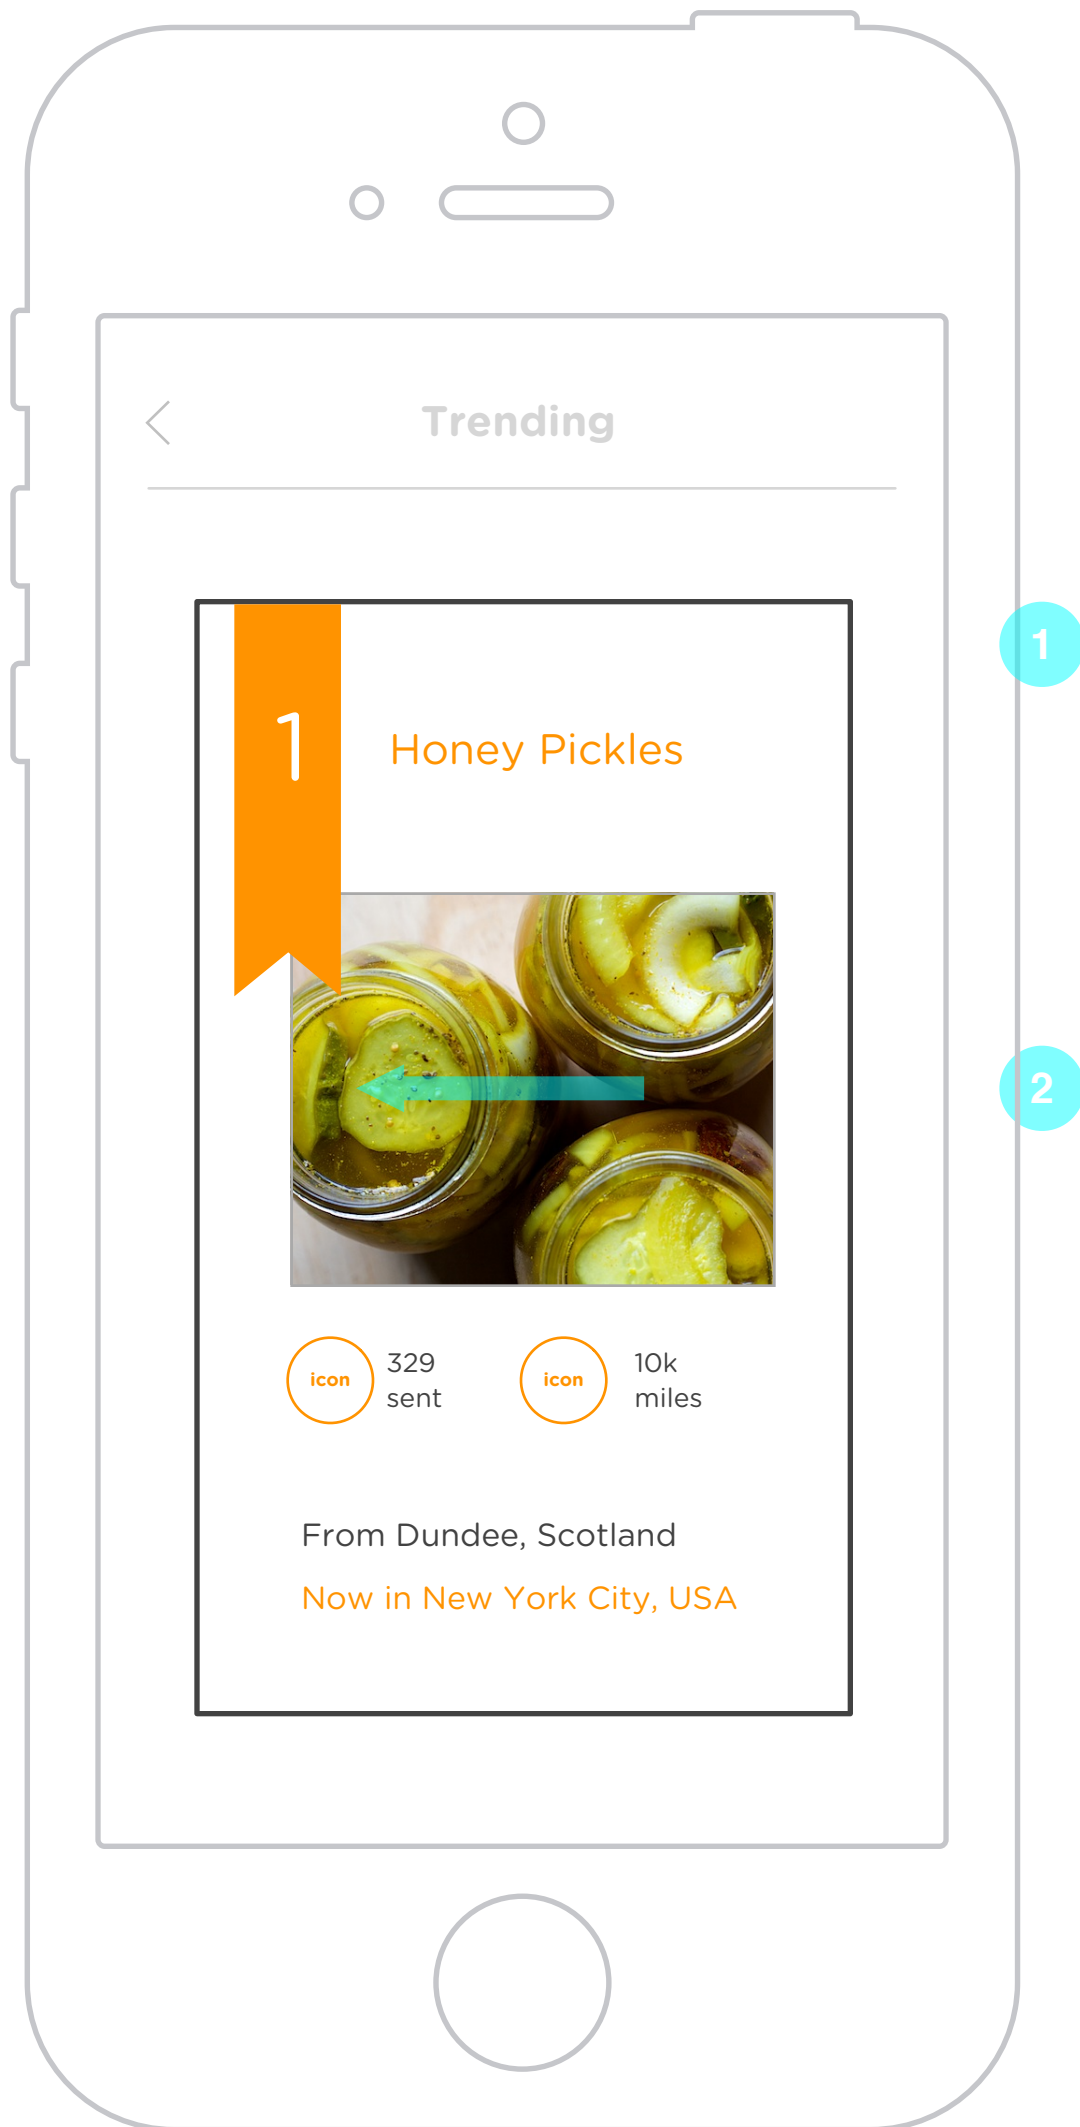 Trending
1
1
Honey Pickles
2
icon
329
sent
icon
10k
miles
From Dundee, Scotland
Now in New York City, USA